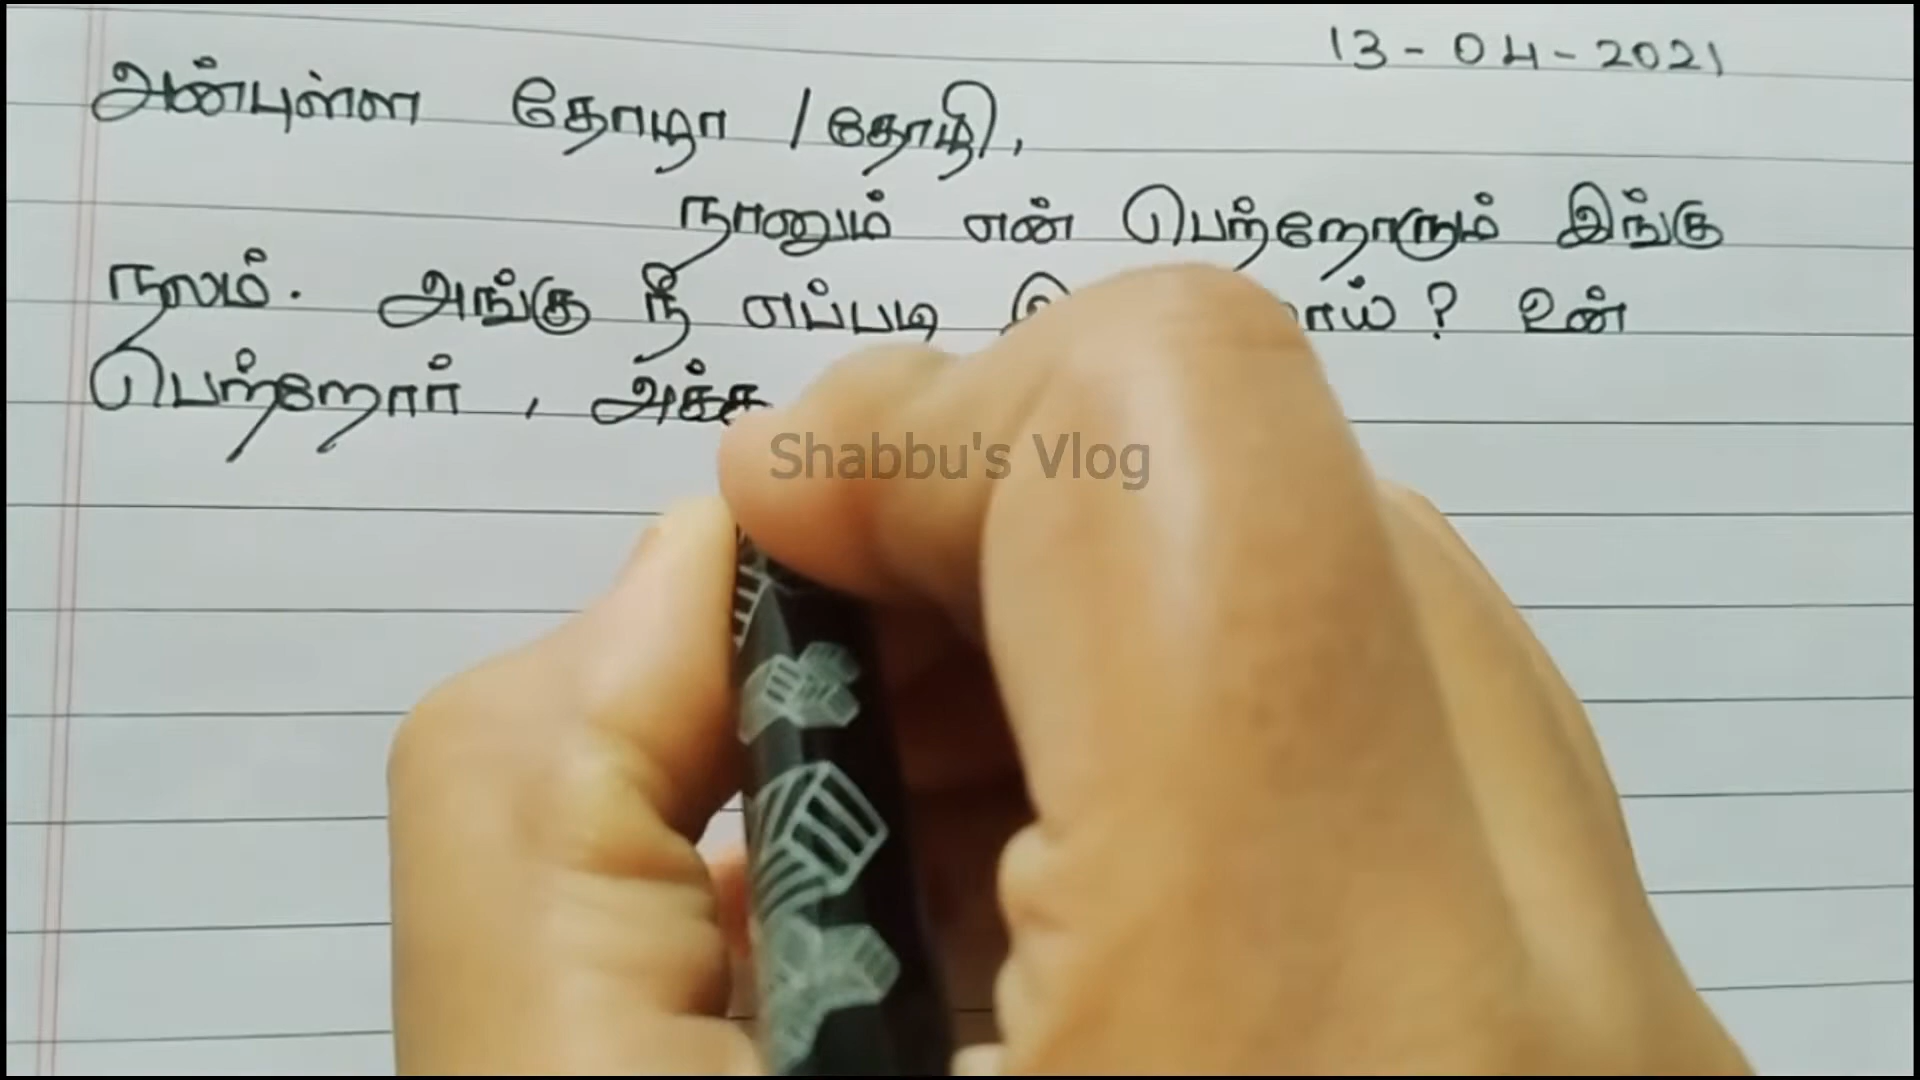 13-04-2021
அன்புள்ள தோழா / தோழி,
நானும் என் பெற்றோரும் இங்கு
நலம். அங்கு நீ எப்படி ? உன்
பெற்றோர் ,
Shabbu's Vlog